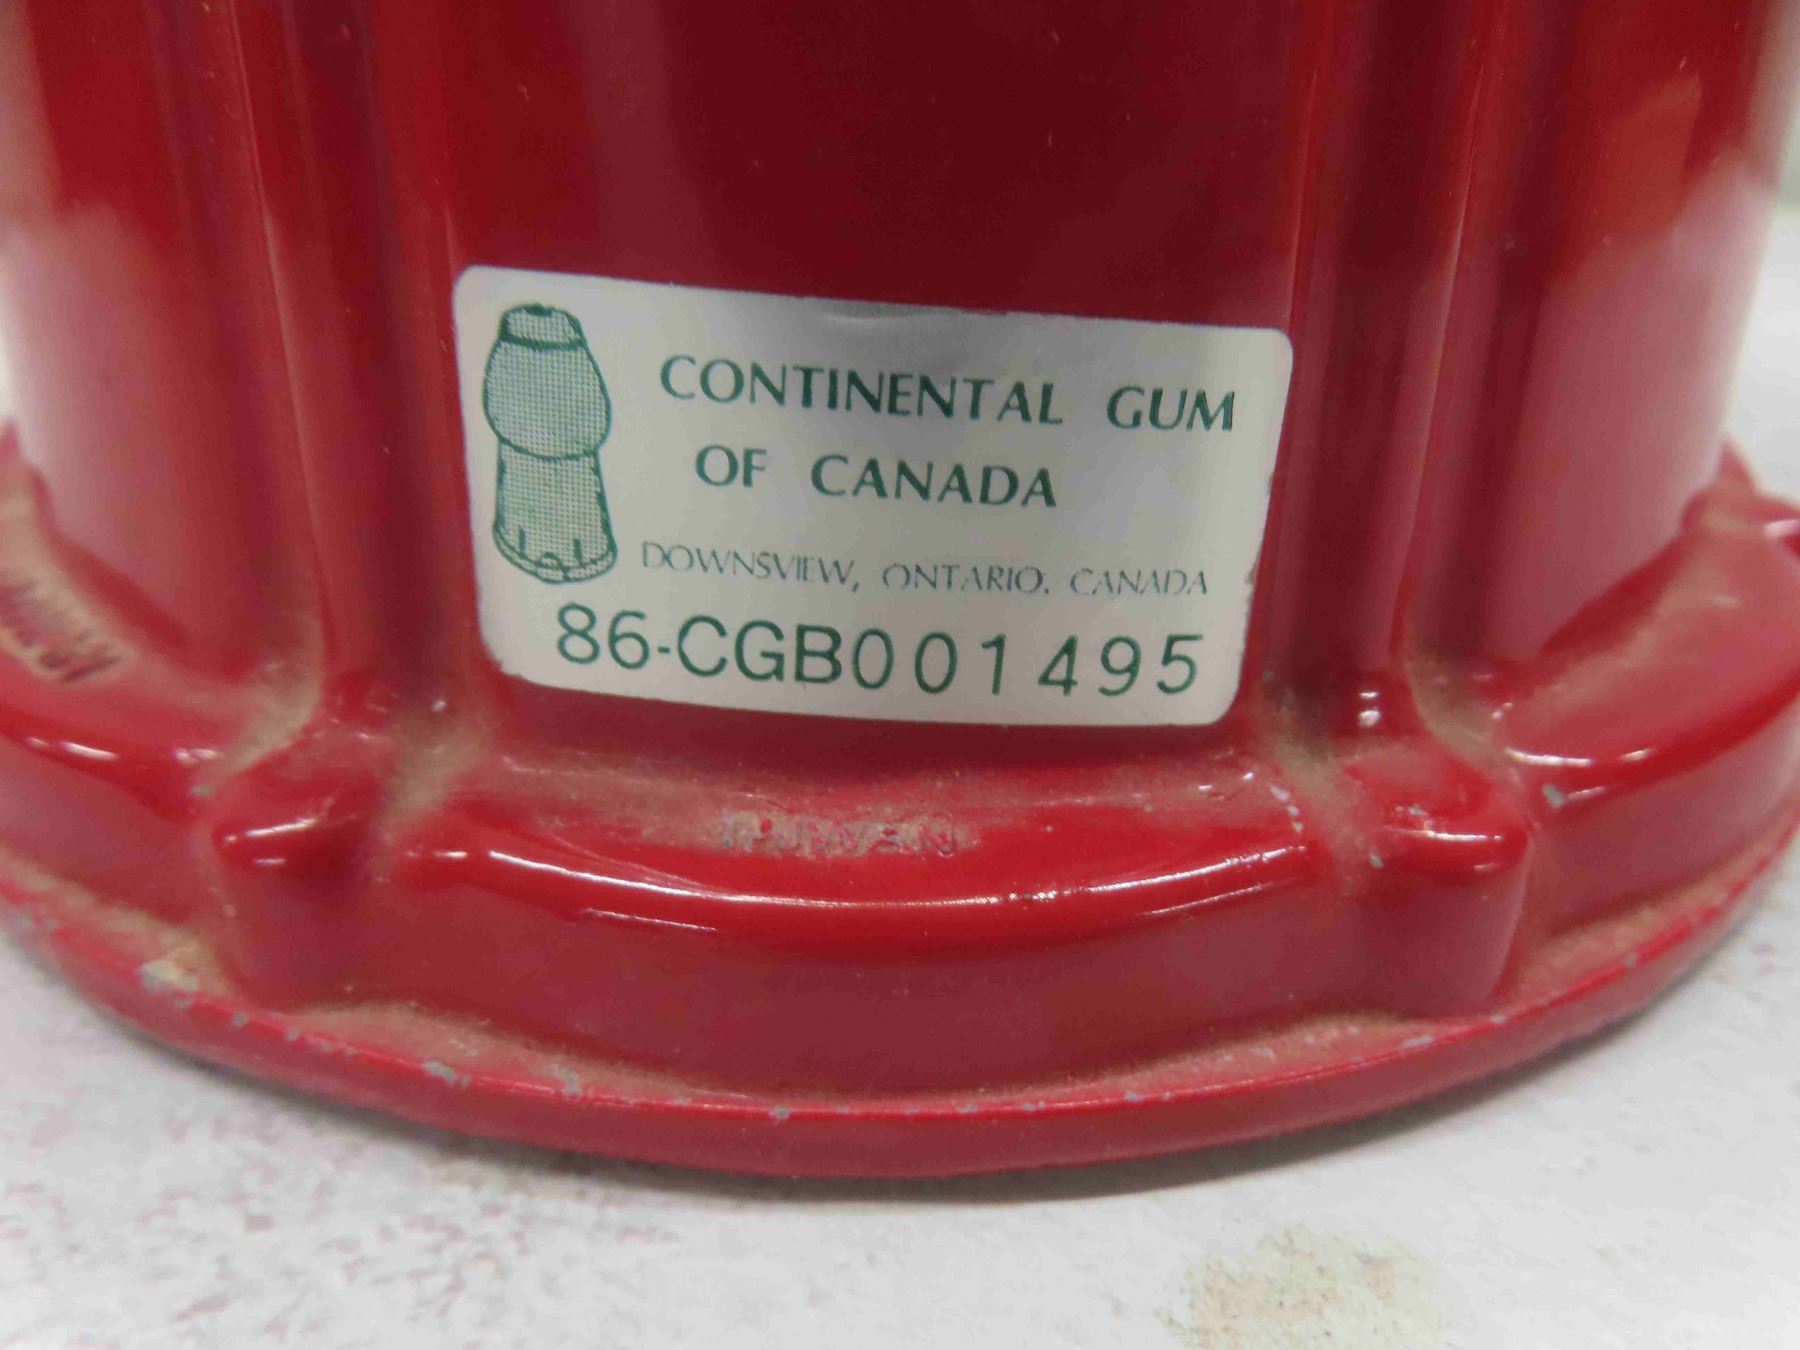 CONTINENTAL GUM
OF CANADA
DOWNSVIEW, ONTARIO, CANADA
86-CGB001495